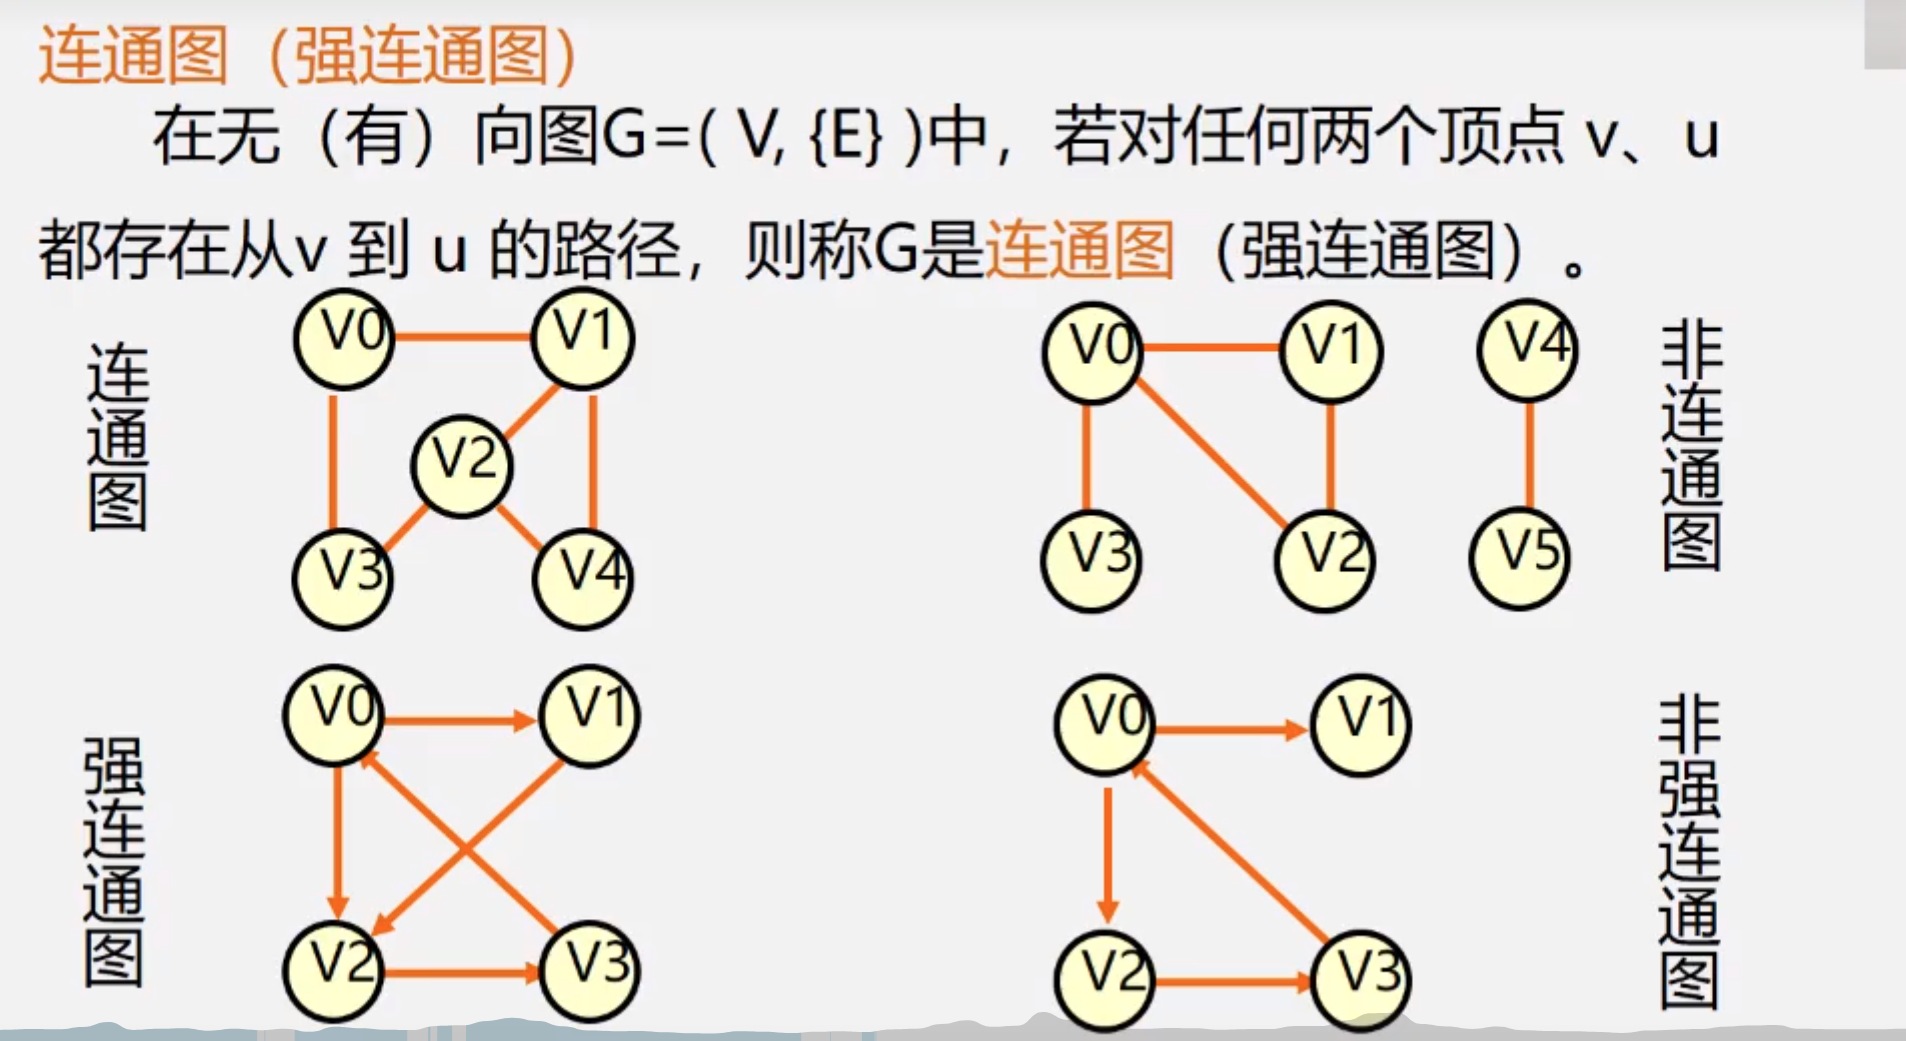 连通图（强连通图）
在无（有）向图G=( V, {E} )中，若对任何两个顶点 v、u
都存在从v 到 u 的路径，则称G是连通图（强连通图）。
连通图
V0
V1
V2
V3
V4
V0
V1
V4
V3
V2
V5
非连通图
强连通图
V0
V1
V2
V3
V0
V1
V2
V3
非强连通图